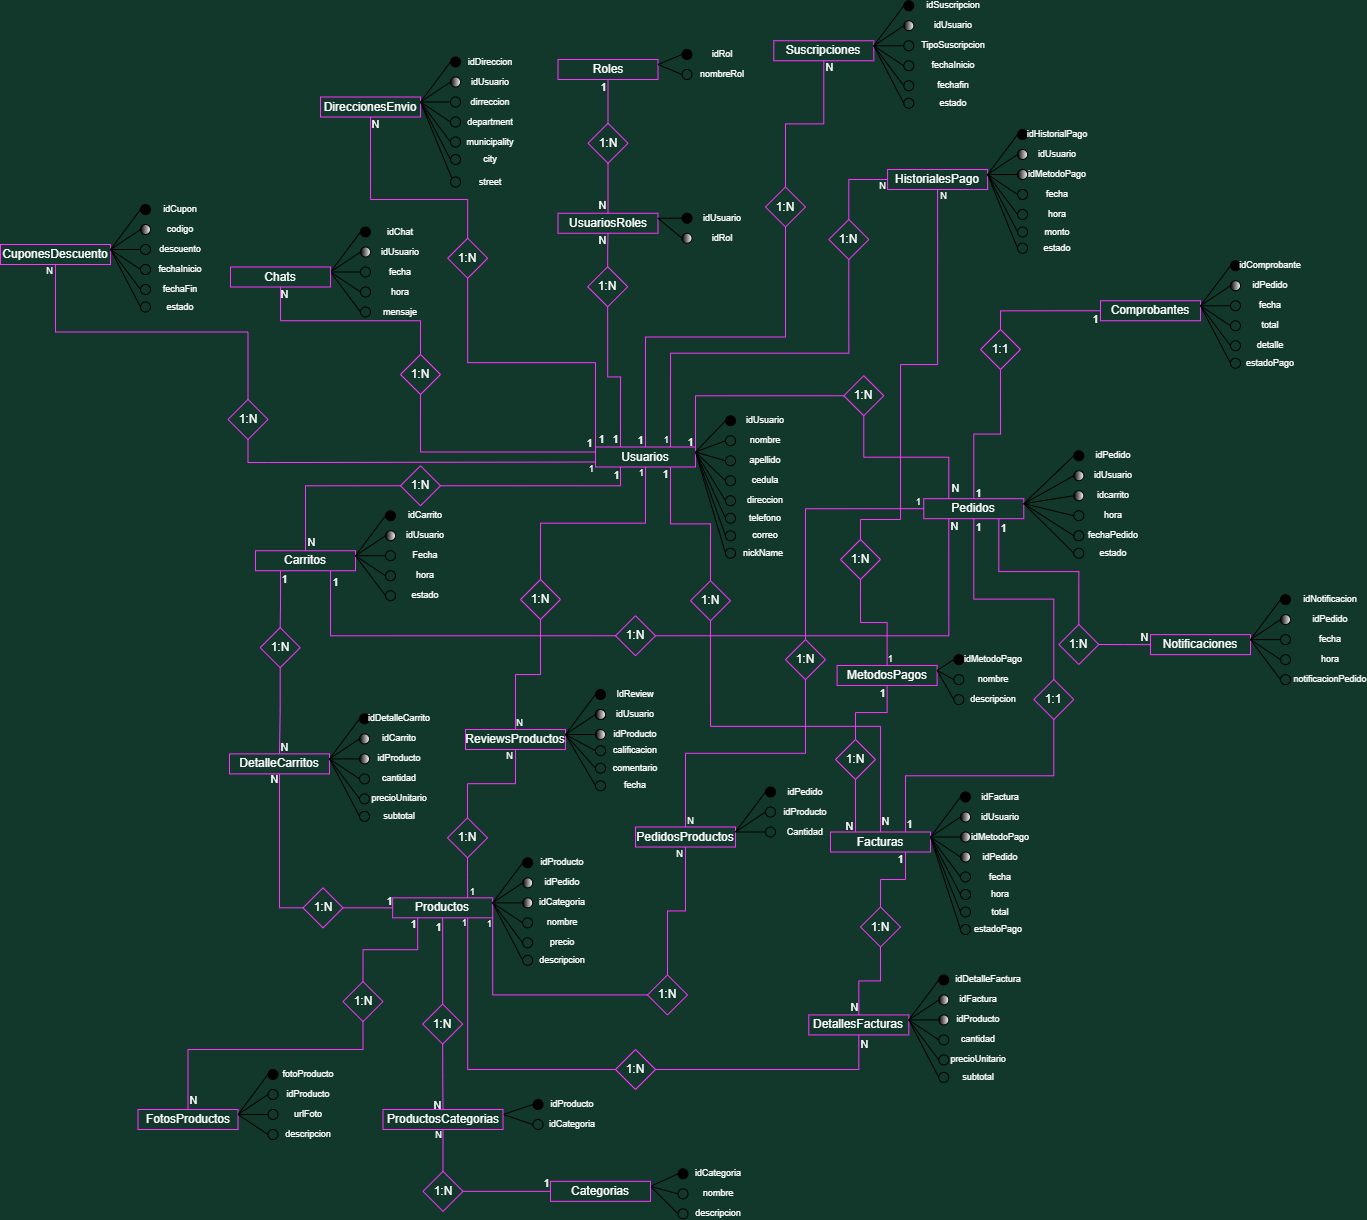 idSuscripcion
idUsuario
TipoSuscripcion
fechaInicio
fechafin
estado
Suscripciones
N
1:N
idRol
nombreRol
Roles
1
1:N
N
UsuariosRoles
idUsuario
idRol
N
1:N
idDireccion
idUsuario
dirreccion
department
municipality
city
street
DireccionesEnvio
N
1:N
idHistorialPago
idUsuario
idMetodoPago
fecha
hora
monto
estado
HistorialesPago
N
N
1:N
idCupon
codigo
descuento
fechaInicio
fechaFin
estado
CuponesDescuento
N
1:N
idChat
idUsuario
fecha
hora
mensaje
Chats
N
1:N
idComprobante
idPedido
fecha
total
detalle
estadoPago
Comprobantes
1
1:1
1:N
1
1
1
1
1
1
Usuarios
1
1
1
1
idUsuario
nombre
apellido
cedula
direccion
telefono
correo
nickName
idPedido
idUsuario
idcarrito
hora
fechaPedido
estado
N
1
1
Pedidos
N
1
1
1:N
N
Carritos
1
1
idCarrito
idUsuario
Fecha
hora
estado
1:N
1:N
1:N
1:N
1:N
1:N
1:N
N
Notificaciones
idNotificacion
idPedido
fecha
hora
notificacionPedido
1
MetodosPagos
1
idMetodoPago
nombre
descripcion
1:1
idDetalleCarrito
idCarrito
idProducto
cantidad
precioUnitario
subtotal
N
DetalleCarritos
N
IdReview
idUsuario
idProducto
calificacion
comentario
fecha
N
ReviewsProductos
N
1:N
1:N
idPedido
idProducto
Cantidad
N
PedidosProductos
N
idFactura
idUsuario
idMetodoPago
idPedido
fecha
hora
total
estadoPago
N
N
1
Facturas
1
idProducto
idPedido
idCategoria
nombre
precio
descripcion
1:N
1
1
Productos
1
1
1
1
1:N
1:N
1:N
1:N
idDetalleFactura
idFactura
idProducto
cantidad
precioUnitario
subtotal
N
DetallesFacturas
N
1:N
fotoProducto
idProducto
urlFoto
descripcion
N
FotosProductos
N
ProductosCategorias
N
idProducto
idCategoria
1:N
1
Categorias
idCategoria
nombre
descripcion